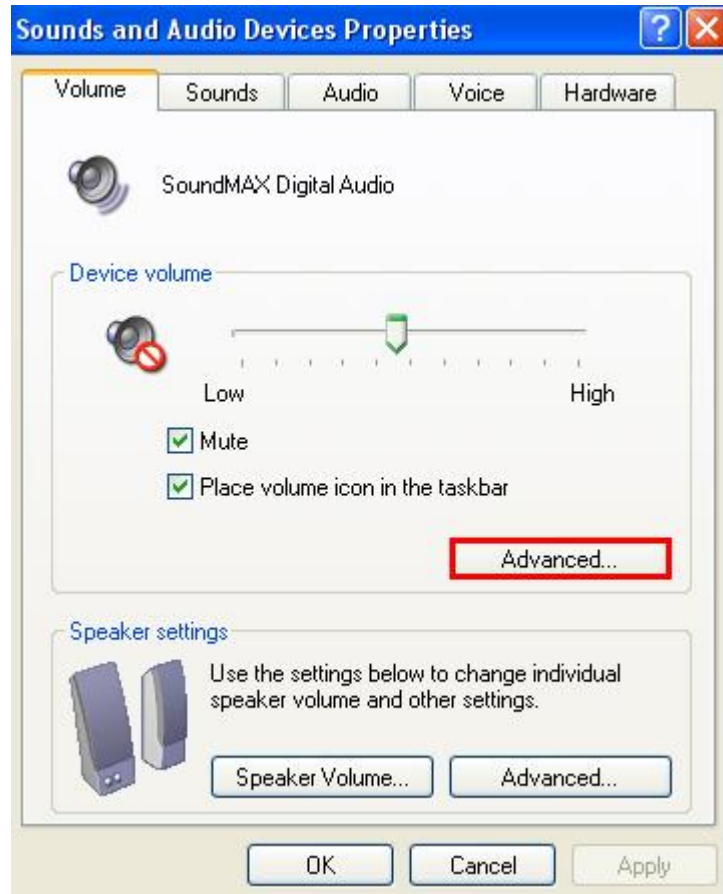 Sounds and Audio Devices Properties
?
Volume
Sounds
Audio
Voice
Hardware
SoundMAX Digital Audio
Device volume
Low
High
Mute
Place volume icon in the taskbar
Advanced...
Speaker settings
Use the settings below to change individual
speaker volume and other settings.
Speaker Volume...
Advanced...
OK
Cancel
Apply